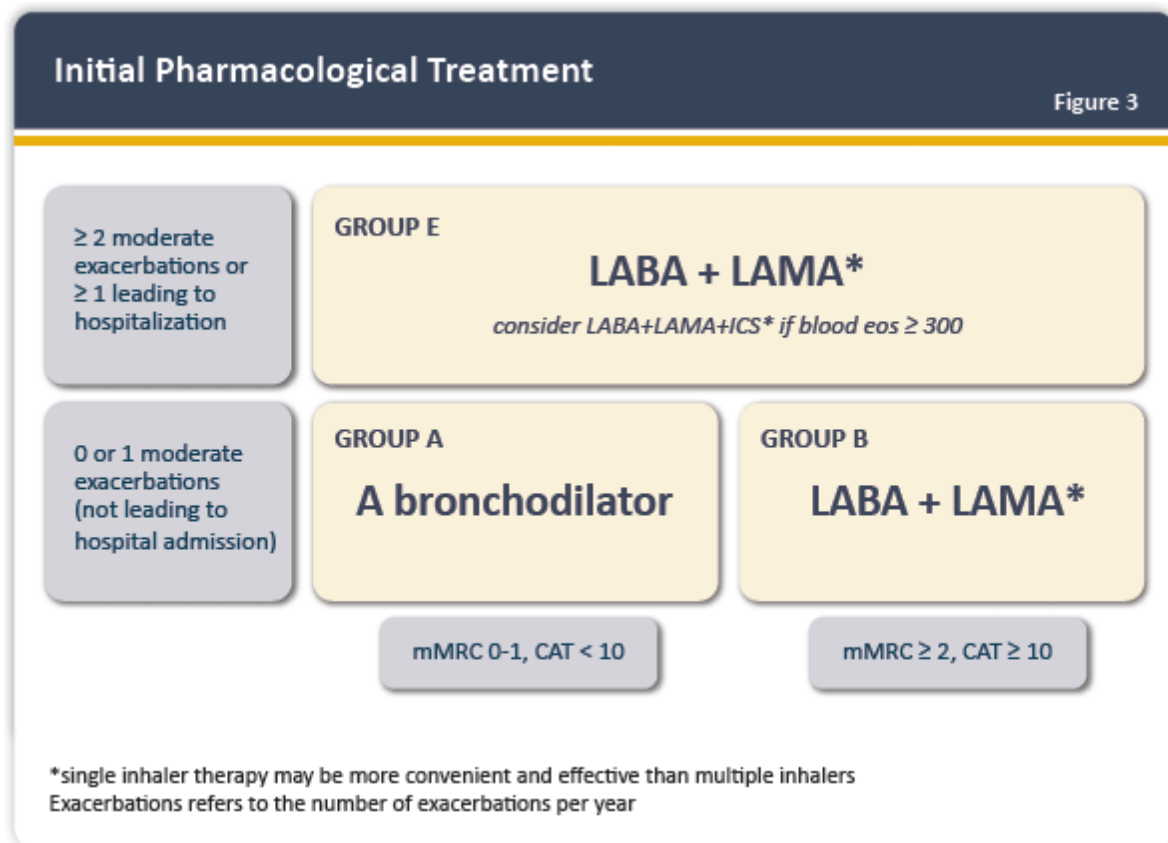 Initial Pharmacological Treatment
Figure 3
≥ 2 moderate
exacerbations or
≥ 1 leading to
hospitalization
GROUP E
LABA + LAMA*
consider LABA+LAMA+ICS* if blood eos ≥ 300
0 or 1 moderate
exacerbations
(not leading to
hospital admission)
GROUP A
A bronchodilator
GROUP B
LABA + LAMA*
mMRC 0-1, CAT < 10
mMRC ≥ 2, CAT ≥ 10
*single inhaler therapy may be more convenient and effective than multiple inhalers
Exacerbations refers to the number of exacerbations per year